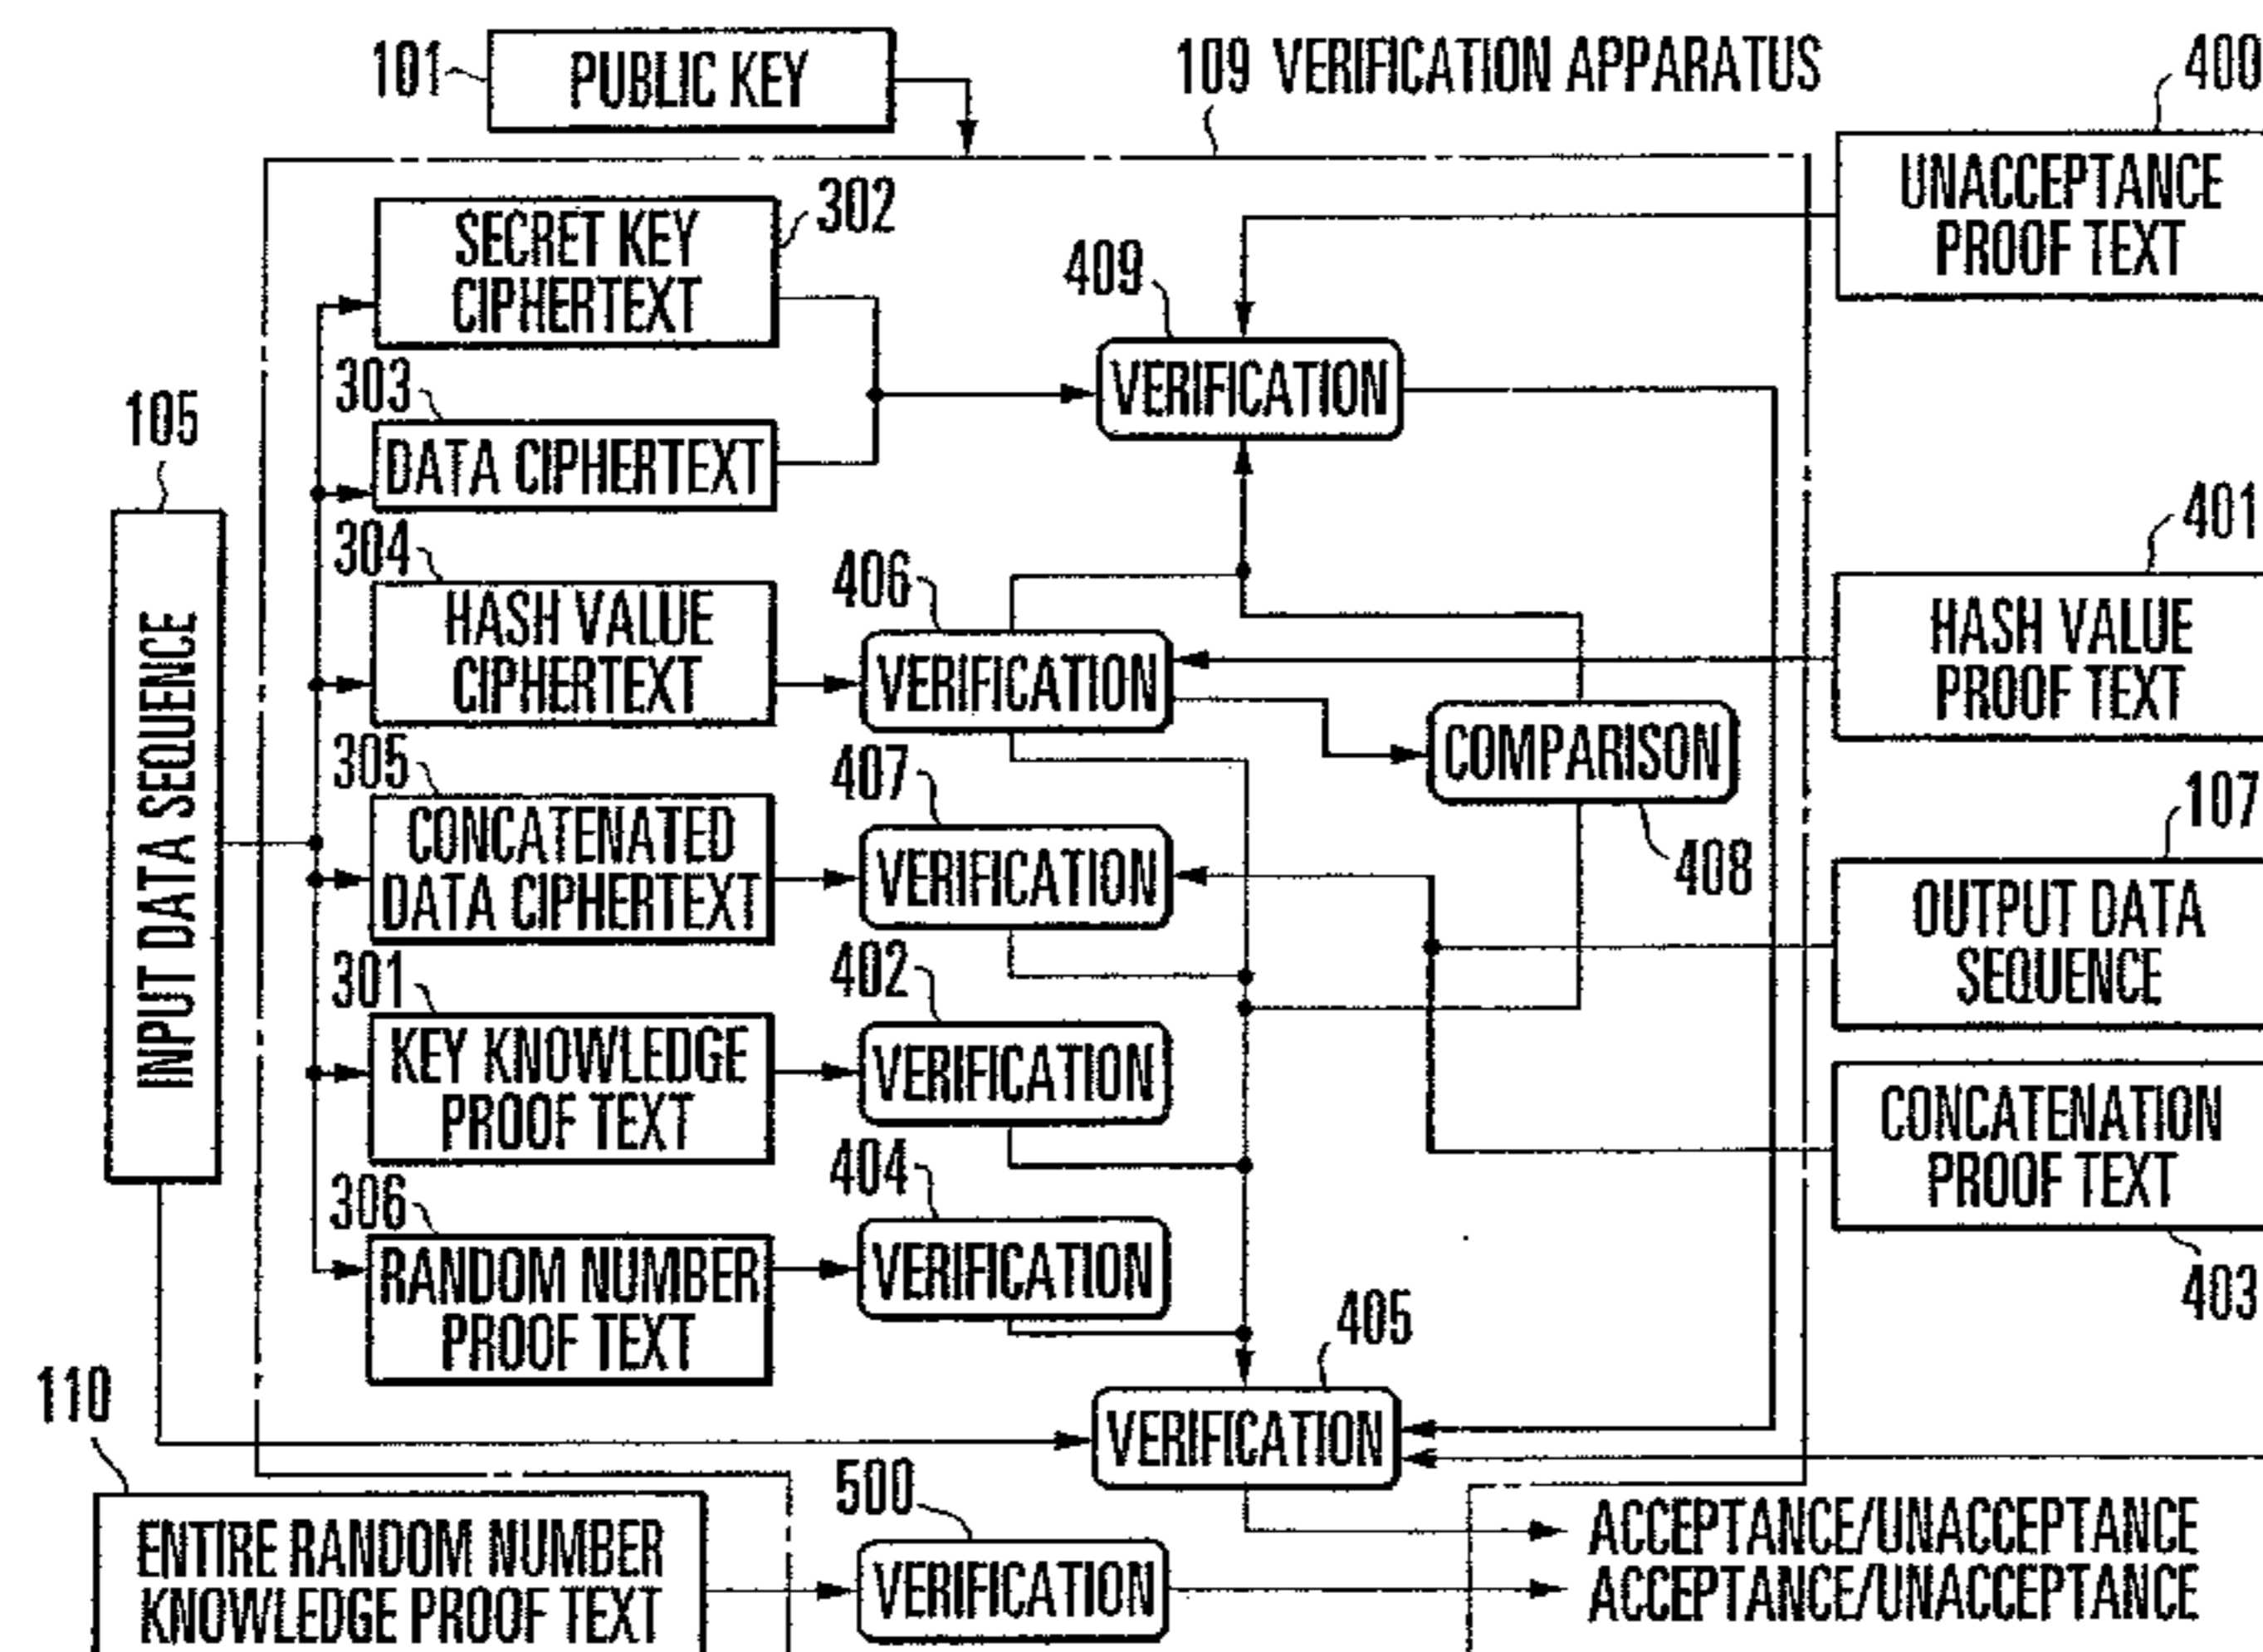 101
PUBLIC KEY
109 VERIFICATION APPARATUS
400
UNACCEPTANCE
PROOF TEXT
302
SECRET KEY
CIPHERTEXT
409
VERIFICATION
303
DATA CIPHERTEXT
105
INPUT DATA SEQUENCE
304
HASH VALUE
CIPHERTEXT
406
VERIFICATION
401
HASH VALUE
PROOF TEXT
COMPARISON
408
305
CONCATENATED
DATA CIPHERTEXT
407
VERIFICATION
107
OUTPUT DATA
SEQUENCE
301
KEY KNOWLEDGE
PROOF TEXT
402
VERIFICATION
CONCATENATION
PROOF TEXT
403
306
RANDOM NUMBER
PROOF TEXT
404
VERIFICATION
405
VERIFICATION
110
ENTIRE RANDOM NUMBER
KNOWLEDGE PROOF TEXT
500
VERIFICATION
ACCEPTANCE/UNACCEPTANCE
ACCEPTANCE/UNACCEPTANCE